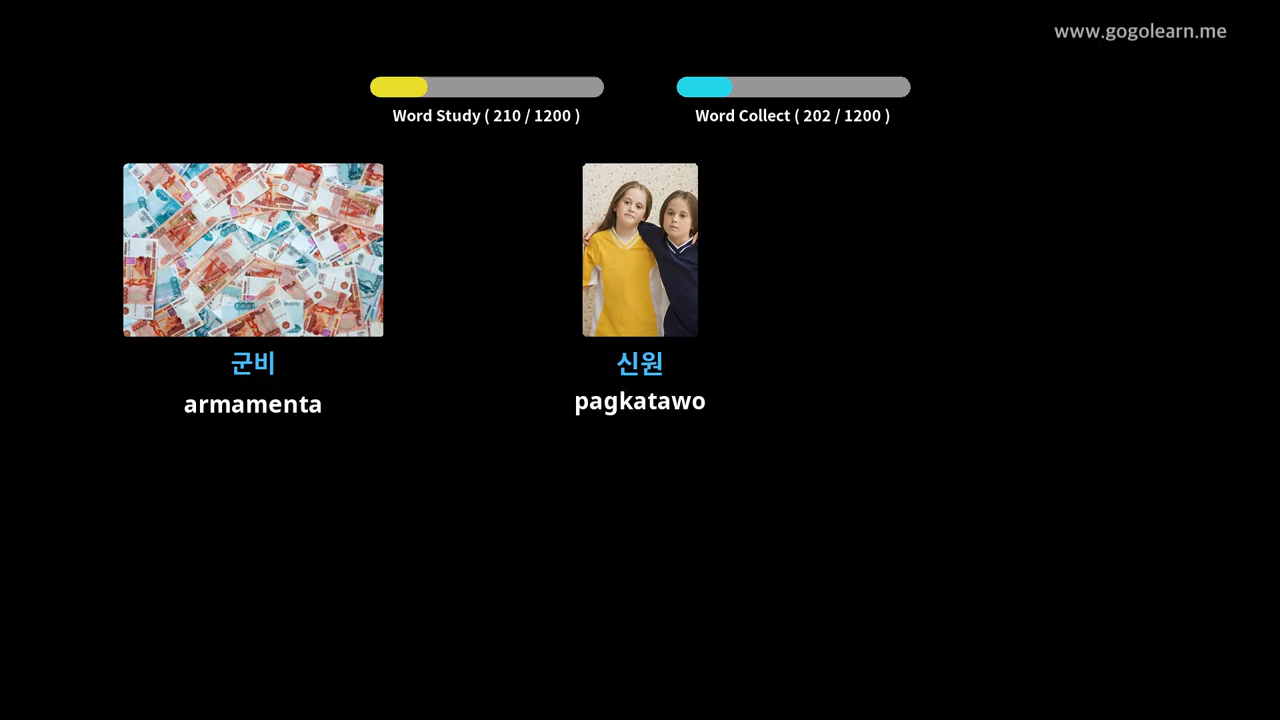 www.gogolearn.me
Word Study ( 210 / 1200 )
Word Collect ( 202 / 1200 )
군비
armamenta
신원
pagkatawo